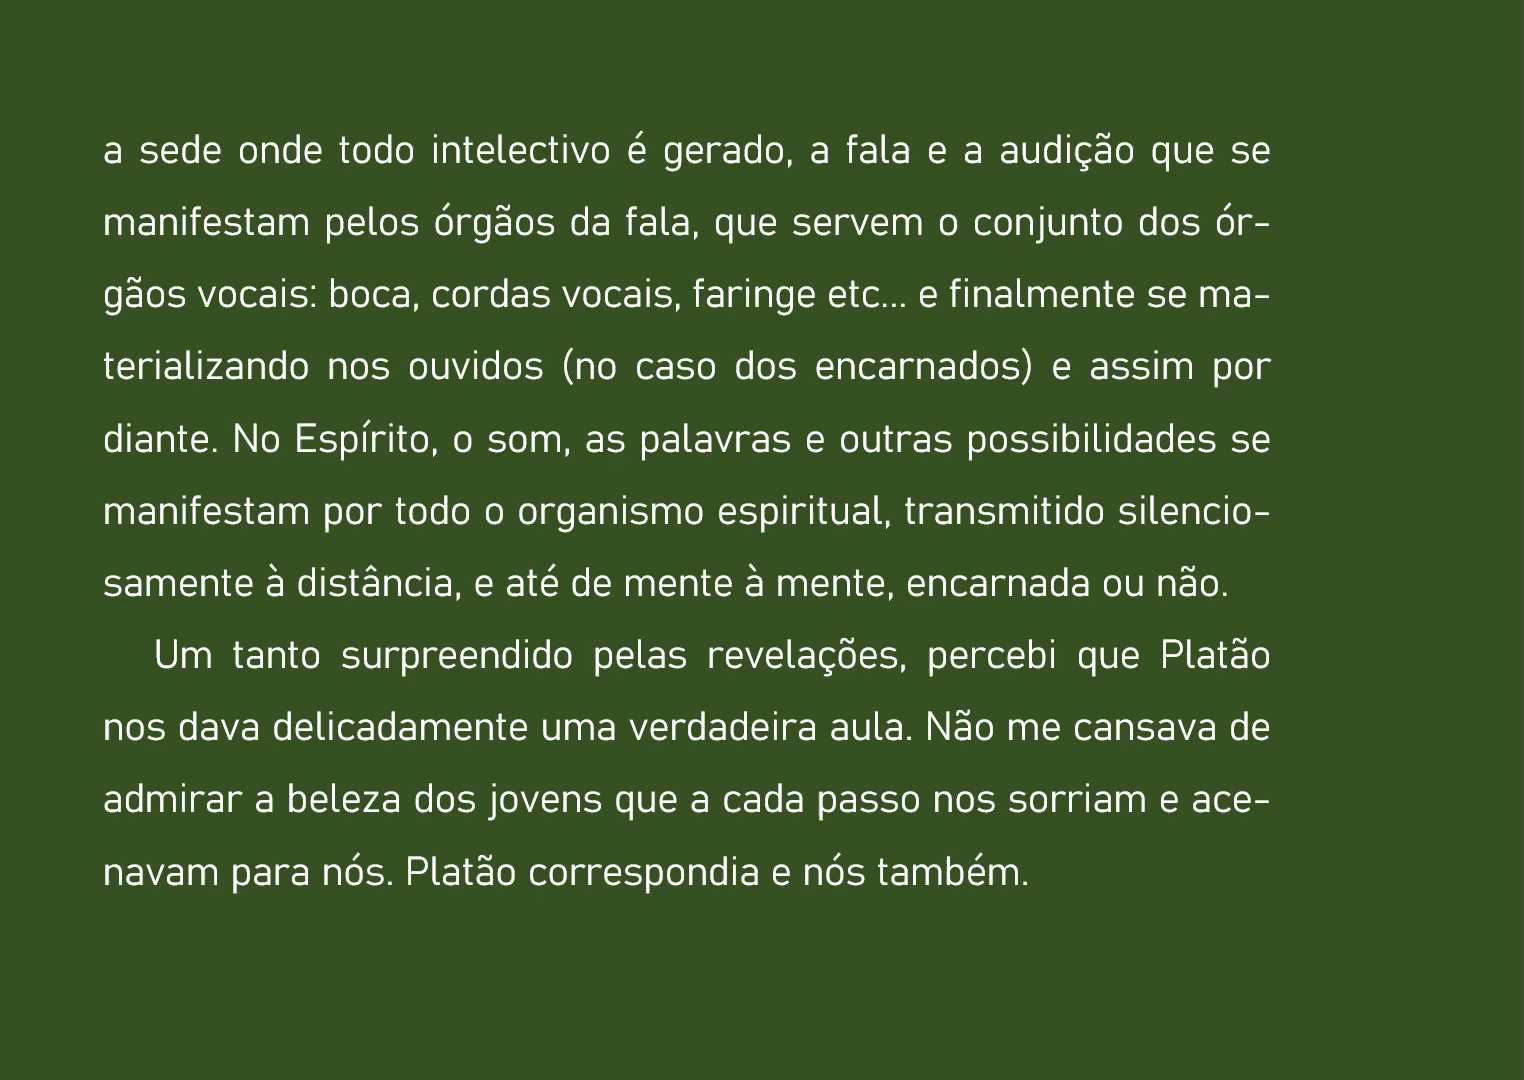 a sede onde todo intelectivo é gerado, a fala e a audição que se
manifestam pelos órgãos da fala, que servem o conjunto dos ór-
gãos vocais: boca, cordas vocais, faringe etc... e finalmente se ma-
terializando nos ouvidos (no caso dos encarnados) e assim por
diante. No Espírito, o som, as palavras e outras possibilidades se
manifestam por todo o organismo espiritual, transmitido silencio-
samente à distância, e até de mente à mente, encarnada ou não.
Um tanto surpreendido pelas revelações, percebi que Platão
nos dava delicadamente uma verdadeira aula. Não me cansava de
admirar a beleza dos jovens que a cada passo nos sorriam e ace-
navam para nós. Platão correspondia e nós também.